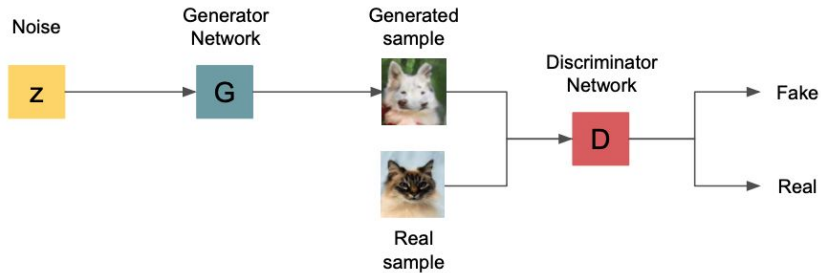 Noise
Generator
Network
Generated
sample
z
G
Discriminator
Network
D
Fake
Real
Real
sample